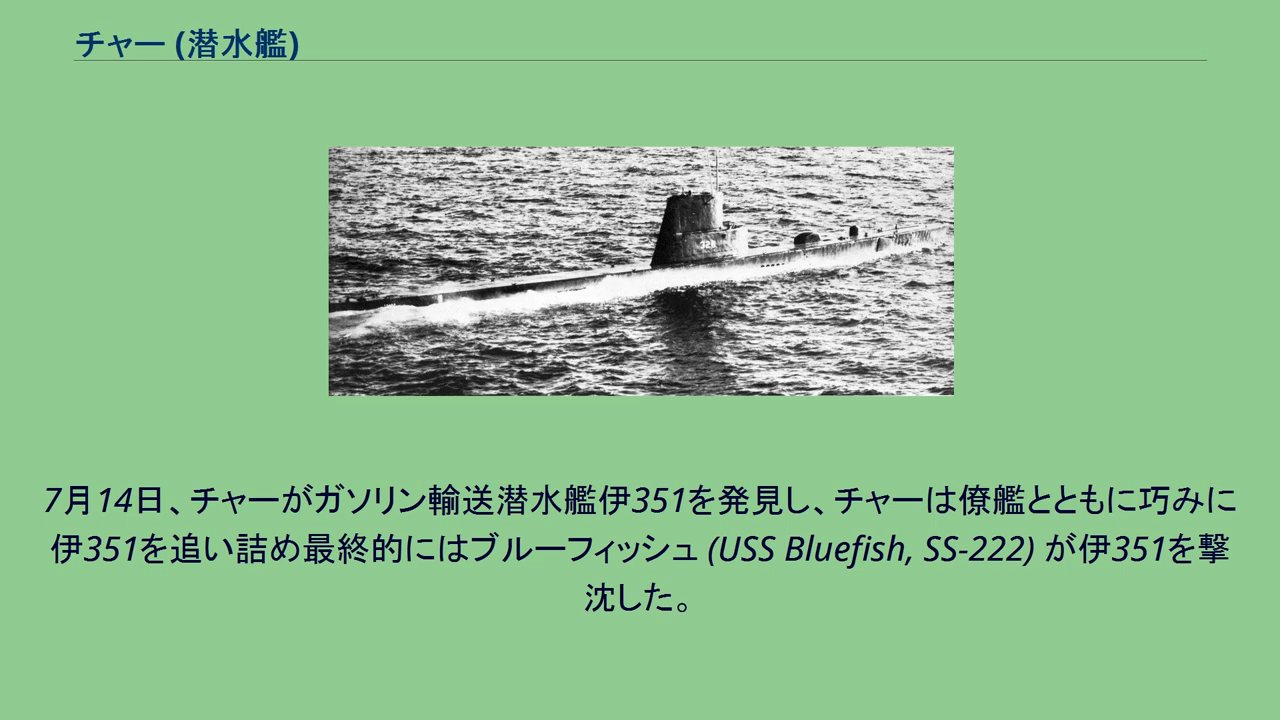 チャー (潜水艦)
328
7月14日、チャーがガソリン輸送潜水艦伊351を発見し、チャーは僚艦とともに巧みに
伊351を追い詰め最終的にはブルーフィッシュ (USS Bluefish, SS-222) が伊351を撃
沈した。